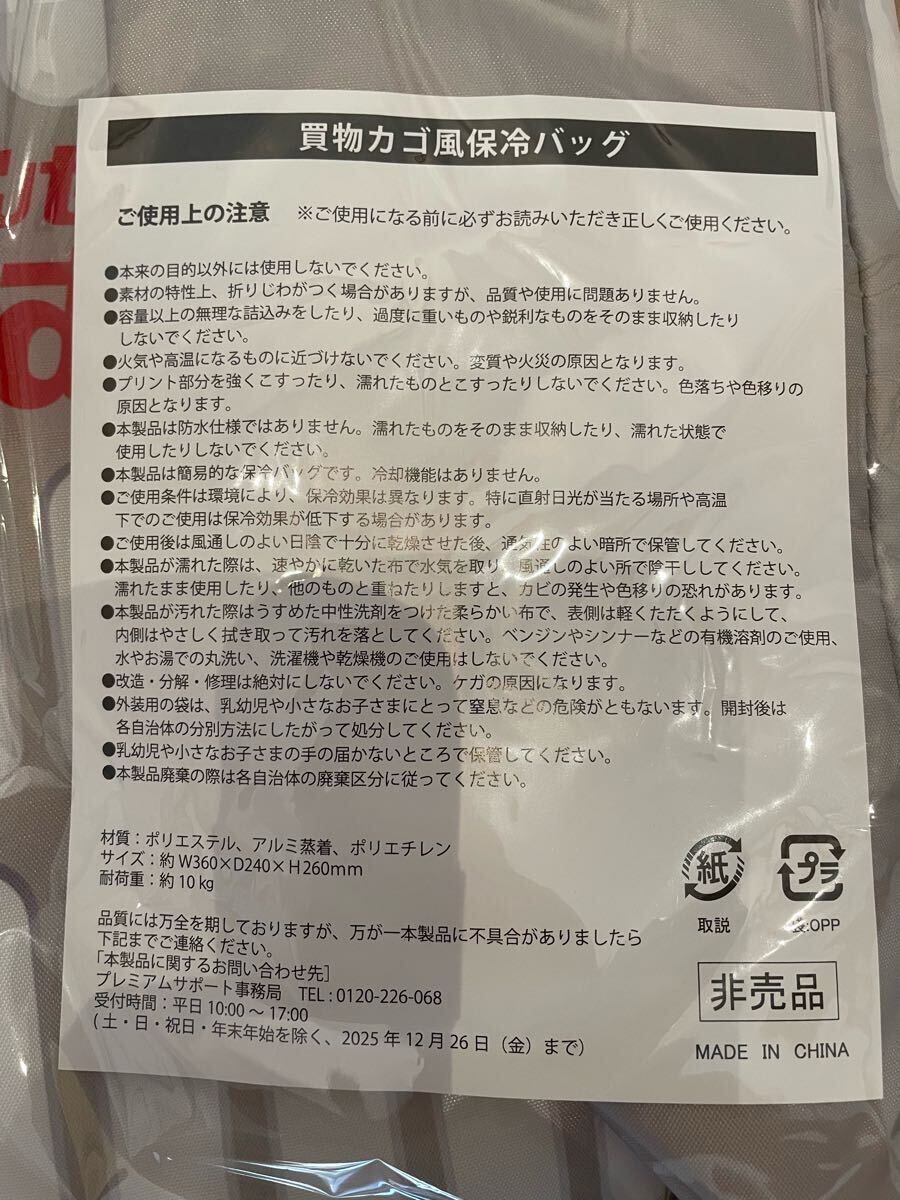 買物カゴ風保冷バッグ
ご使用上の注意 ※ご使用になる前に必ずお読みいただき正しくご使用ください。
●本来の目的以外には使用しないでください。
●素材の特性上、折りじわがつく場合がありますが、品質や使用に問題ありません。
●容量以上の無理な詰込みをしたり、過度に重いものや鋭利なものをそのまま収納したり
しないでください。
●火気や高温になるものに近づけないでください。変質や火災の原因となります。
●プリント部分を強くこすったり、濡れたものとこすったりしないでください。色落ちや色移りの
原因となります。
●本製品は防水仕様ではありません。濡れたものをそのまま収納したり、濡れた状態で
使用したりしないでください。
●本製品は簡易的な保冷バッグです。冷却機能はありません。
●ご使用条件は環境により、保冷効果は異なります。特に直射日光が当たる場所や高温
下でのご使用は保冷効果が低下する場合があります。
●ご使用後は風通しのよい日陰で十分に乾燥させた後、通気性のよい暗所で保管してください。
●本製品が濡れた際は、速やかに乾いた布で水気を取り、風通しのよい所で陰干ししてください。
濡れたまま使用したり、他のものと重ねたりしますと、カビの発生や色移りの恐れがあります。
●本製品が汚れた際はうすめた中性洗剤をつけた柔らかい布で、表側は軽くたたくようにして、
内側はやさしく拭き取って汚れを落としてください。ベンジンやシンナーなどの有機溶剤のご使用、
水やお湯での丸洗い、洗濯機や乾燥機のご使用はしないでください。
●改造・分解・修理は絶対にしないでください。ケガの原因になります。
●外装用の袋は、乳幼児や小さなお子さまにとって窒息などの危険がともないます。開封後は
各自治体の分別方法にしたがって処分してください。
●乳幼児や小さなお子さまの手の届かないところで保管してください。
●本製品廃棄の際は各自治体の廃棄区分に従ってください。
材質：ポリエステル、アルミ蒸着、ポリエチレン
サイズ：約W360×D240×H260mm
耐荷重：約10kg
紙
プラ
取説
袋:OPP
品質には万全を期しておりますが、万が一本製品に不具合がありましたら
下記までご連絡ください。
「本製品に関するお問い合わせ先]
プレミアムサポート事務局 TEL：0120-226-068
受付時間：平日 10:00 〜 17:00
(土・日・祝日・年末年始を除く、2025年12月26日（金）まで）
非売品
MADE IN CHINA